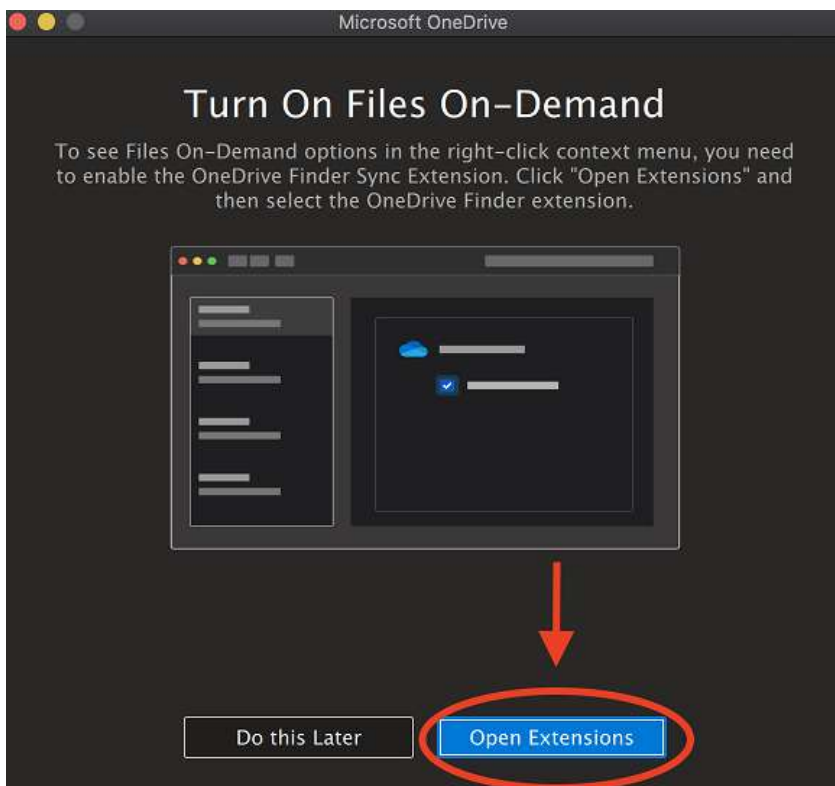 Microsoft OneDrive
Turn On Files On-Demand
To see Files On-Demand options in the right-click context menu, you need
to enable the OneDrive Finder Sync Extension. Click "Open Extensions" and
then select the OneDrive Finder extension.
Do this Later
Open Extensions